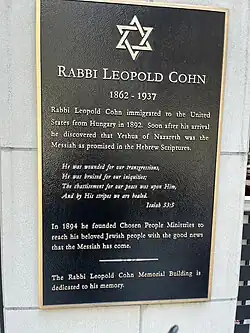 RABBI LEOPOLD COHN
1862 - 1937
Rabbi Leopold Cohn immigrated to the United
States from Hungary in 1892. Soon after his arrival
he discovered that Yeshua of Nazareth was the
Messiah as promised in the Hebrew Scriptures.
He was wounded for our transgressions,
He was bruised for our iniquities;
The chastisement for our peace was upon Him,
And by His stripes we are healed.
Isaiah 53:5
In 1894 he founded Chosen People Ministries to
reach his beloved Jewish people with the good news
that the Messiah has come.
The Rabbi Leopold Cohn Memorial Building is
dedicated to his memory.